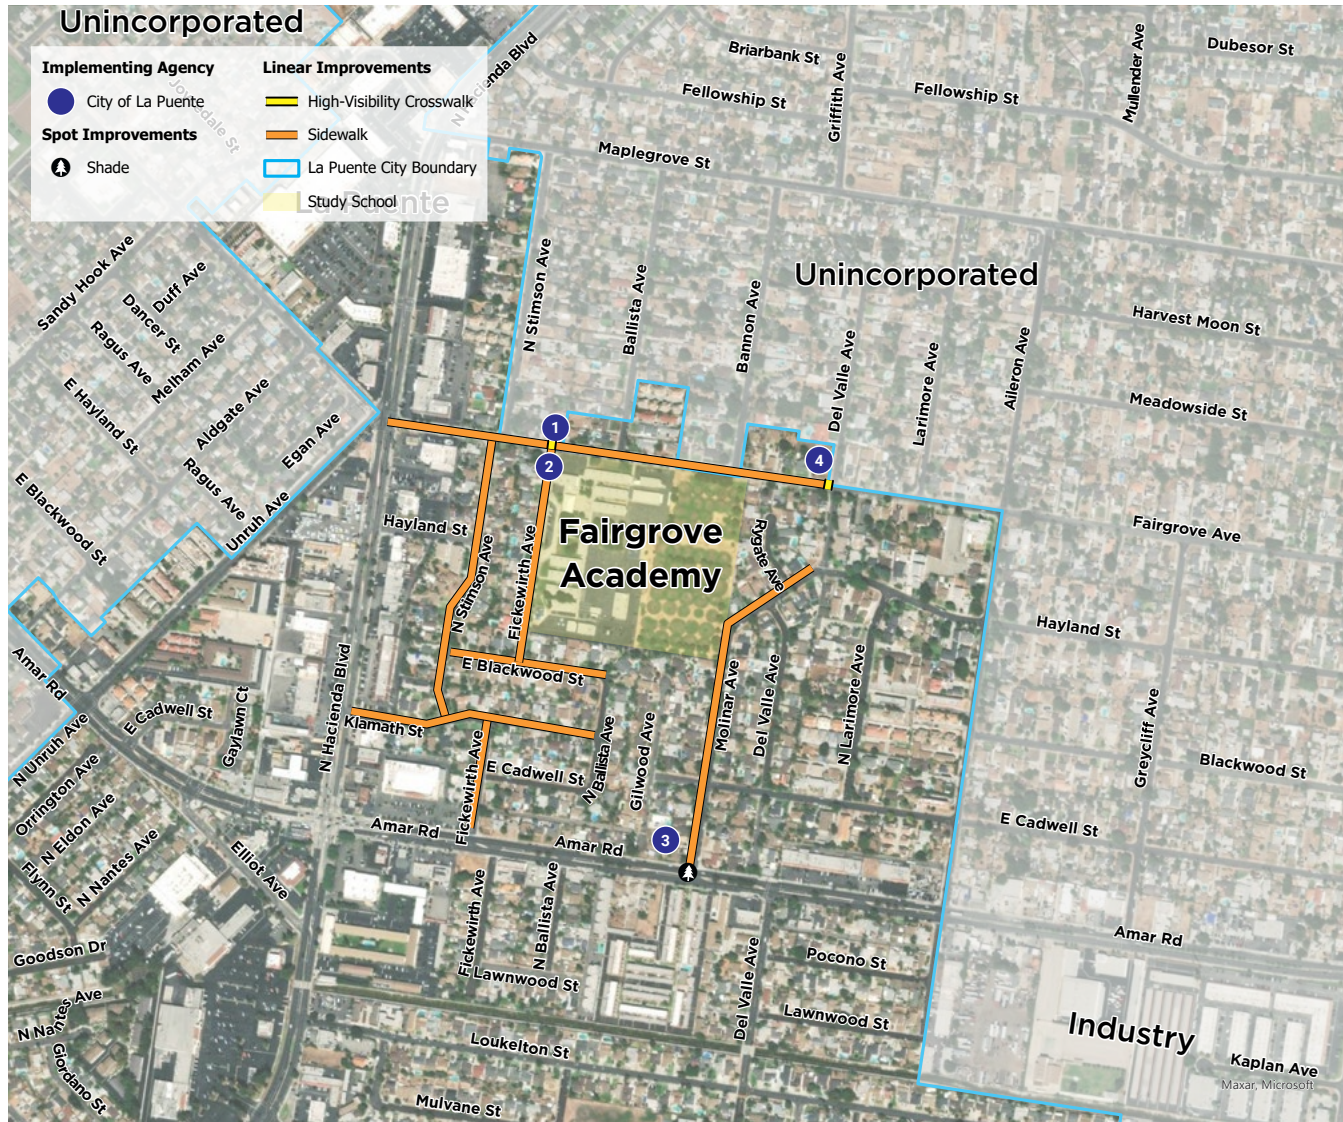 Unincorporated
Implementing Agency
City of La Puente
Spot Improvements
Shade
Linear Improvements
High-Visibility Crosswalk
Sidewalk
La Puente City Boundary
Study School
La Puente
N Hacienda Blvd
Briarbank St
Griffith Ave
Mullender Ave
Dubesor St
Fellowship St
Fellowship St
Maplegrove St
Unincorporated
Sandy Hook Ave
Duff Ave
Dancer St
Ragus Ave
Melham Ave
E Hayland St
Aldgate Ave
Egan Ave
Ragus Ave
Unruh Ave
E Blackwood St
N Stimson Ave
Ballista Ave
Bannon Ave
Del Valle Ave
Larimore Ave
Aileron Ave
Harvest Moon St
Meadowside St
1
2
4
Fairgrove
Academy
Hayland St
N Stimson Ave
Fickewirth Ave
Rygate Ave
Fairgrove Ave
Hayland St
E Blackwood St
Amar Rd
E Cadwell St
Gaylawn Ct
N Hacienda Blvd
Klamath St
Fickewirth Ave
E Cadwell St
N Ballista Ave
Gilwood Ave
Molinar Ave
Del Valle Ave
N Larimore Ave
Greycliff Ave
Blackwood St
E Cadwell St
N Unruh Ave
Orrington Ave
N Eldon Ave
N Nantes Ave
Flynn St
Elliot Ave
Amar Rd
Amar Rd
3
Fickewirth Ave
N Ballista Ave
Lawnwood St
Del Valle Ave
Pocono St
Lawnwood St
Amar Rd
Goodson Dr
N Nantes Ave
Giordano St
Loukelton St
Mulvane St
Industry
Kaplan Ave
Maxar, Microsoft